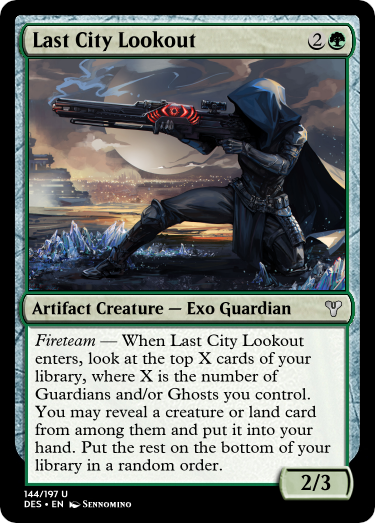 Last City Lookout 2
Artifact Creature — Exo Guardian
Fireteam — When Last City Lookout
enters, look at the top X cards of your
library, where X is the number of
Guardians and/or Ghosts you control.
You may reveal a creature or land card
from among them and put it into your
hand. Put the rest on the bottom of your
library in a random order.
2/3
144/197 U
DES • EN Sennomino